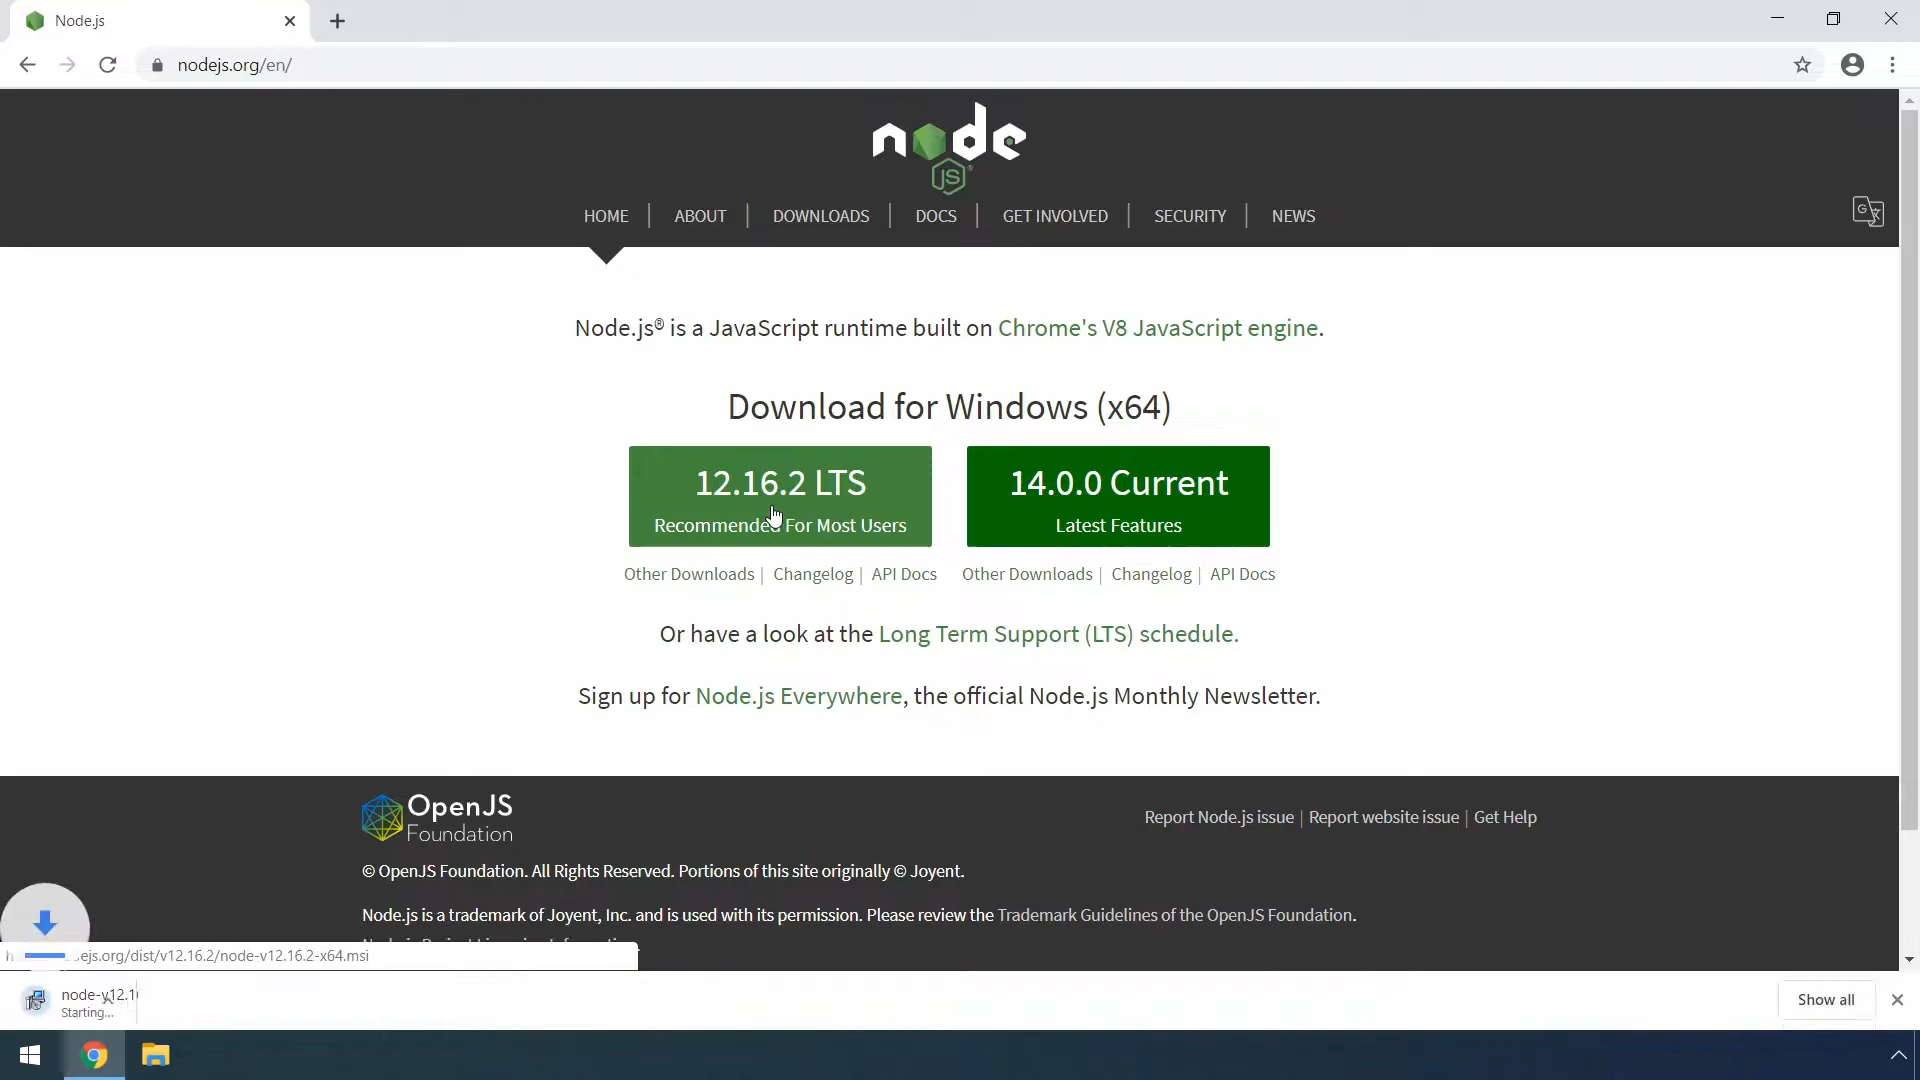 Node.js
nodejs.org/en/
node
JS
HOME ABOUT DOWNLOADS DOCS GET INVOLVED SECURITY NEWS
Node.js® is a JavaScript runtime built on Chrome's V8 JavaScript engine.
Download for Windows (x64)
12.16.2 LTS
Recommended For Most Users
14.0.0 Current
Latest Features
Other Downloads | Changelog | API Docs
Other Downloads | Changelog | API Docs
Or have a look at the Long Term Support (LTS) schedule.
Sign up for Node.js Everywhere, the official Node.js Monthly Newsletter.
OpenJS
Foundation
Report Node.js issue | Report website issue | Get Help
© OpenJS Foundation. All Rights Reserved. Portions of this site originally © Joyent.
Node.js is a trademark of Joyent, Inc. and is used with its permission. Please review the Trademark Guidelines of the OpenJS Foundation.
ejs.org/dist/v12.16.2/node-v12.16.2-x64.msi
node-v12.1
Starting...
Show all